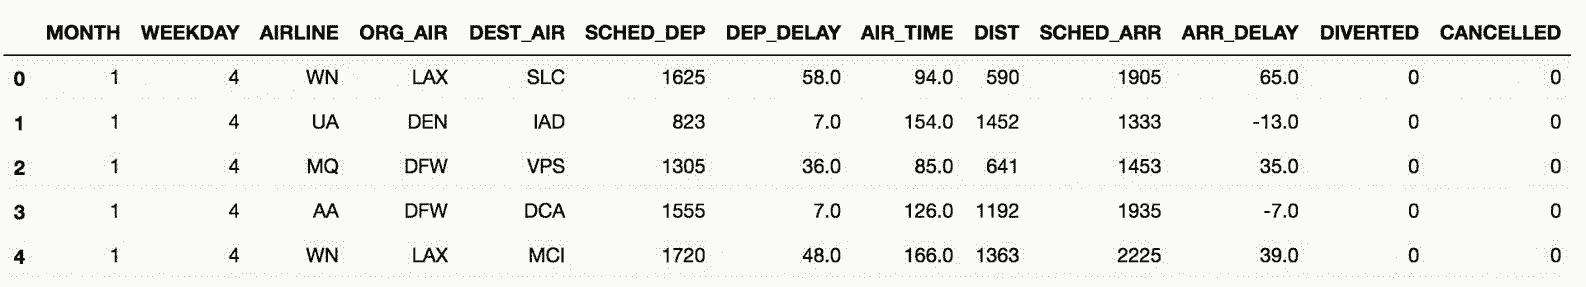 MONTH WEEKDAY AIRLINE ORG_AIR DEST_AIR SCHED_DEP DEP_DELAY AIR_TIME DIST SCHED_ARR ARR_DELAY DIVERTED CANCELLED
0 1 4 WN LAX SLC 1625 58.0 94.0 590 1905 65.0 0 0
1 1 4 UA DEN IAD 823 7.0 154.0 1452 1333 -13.0 0 0
2 1 4 MQ DFW VPS 1305 36.0 85.0 641 1453 35.0 0 0
3 1 4 AA DFW DCA 1555 7.0 126.0 1192 1935 -7.0 0 0
4 1 4 WN LAX MCI 1720 48.0 166.0 1363 2225 39.0 0 0